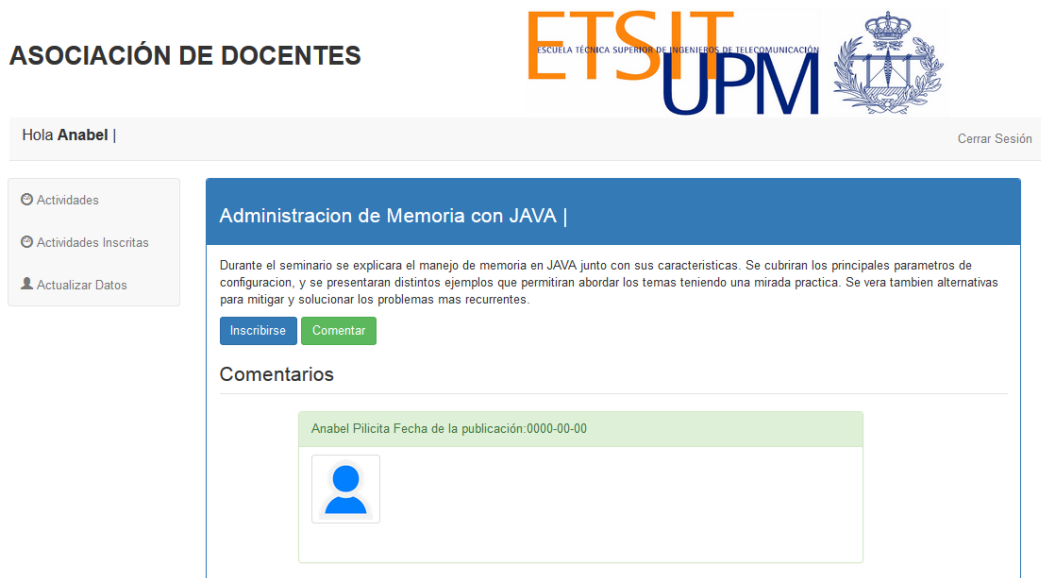 ASOCIACIÓN DE DOCENTES
ETSIT
ESCUELA TÉCNICA SUPERIOR DE INGENIEROS DE TELECOMUNICACIÓN
UPM
Hola Anabel |
Cerrar Sesión
Actividades
Actividades Inscritas
Actualizar Datos
Administracion de Memoria con JAVA |
Durante el seminario se explicara el manejo de memoria en JAVA junto con sus caracteristicas. Se cubriran los principales parametros de
configuracion, y se presentaran distintos ejemplos que permitiran abordar los temas teniendo una mirada practica. Se vera tambien alternativas
para mitigar y solucionar los problemas mas recurrentes.
Inscribirse
Comentar
Comentarios
Anabel Pilicita Fecha de la publicación:0000-00-00